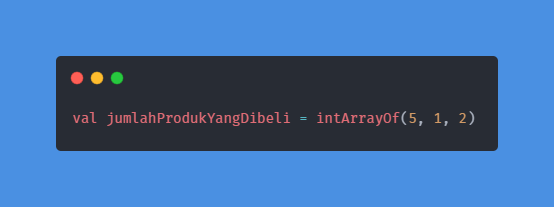 val jumlahProdukYangDibeli = intArrayOf(5, 1, 2)